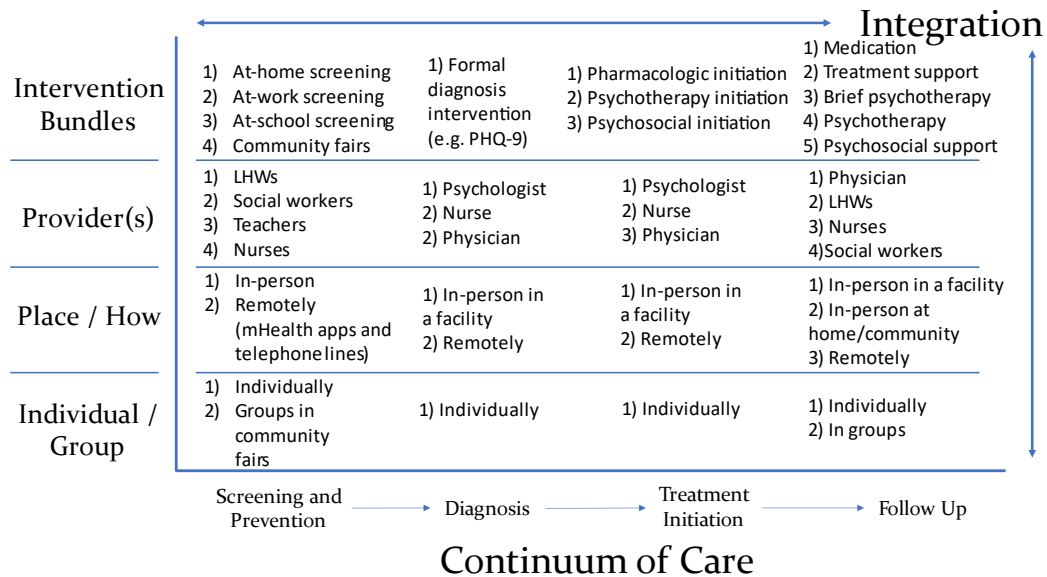 Integration
Intervention
Bundles
1) At-home screening
2) At-work screening
3) At-school screening
4) Community fairs
1) Formal
diagnosis
intervention
(e.g. PHQ-9)
1) Pharmacologic initiation
2) Psychotherapy initiation
3) Psychosocial initiation
1) Medication
2) Treatment support
3) Brief psychotherapy
4) Psychotherapy
5) Psychosocial support
Provider(s)
1) LHWs
2) Social workers
3) Teachers
4) Nurses
1) Psychologist
2) Nurse
2) Physician
1) Psychologist
2) Nurse
3) Physician
1) Physician
2) LHWs
3) Nurses
4)Social workers
Place / How
1) In-person
2) Remotely
(mHealth apps and
telephone lines)
1) In-person in
a facility
2) Remotely
1) In-person in
a facility
2) Remotely
1) In-person in a facility
2) In-person at
home/community
3) Remotely
Individual /
Group
1) Individually
2) Groups in
community
fairs
1) Individually
1) Individually
1) Individually
2) In groups
Screening and
Prevention
Diagnosis
Treatment
Initiation
Follow Up
Continuum of Care